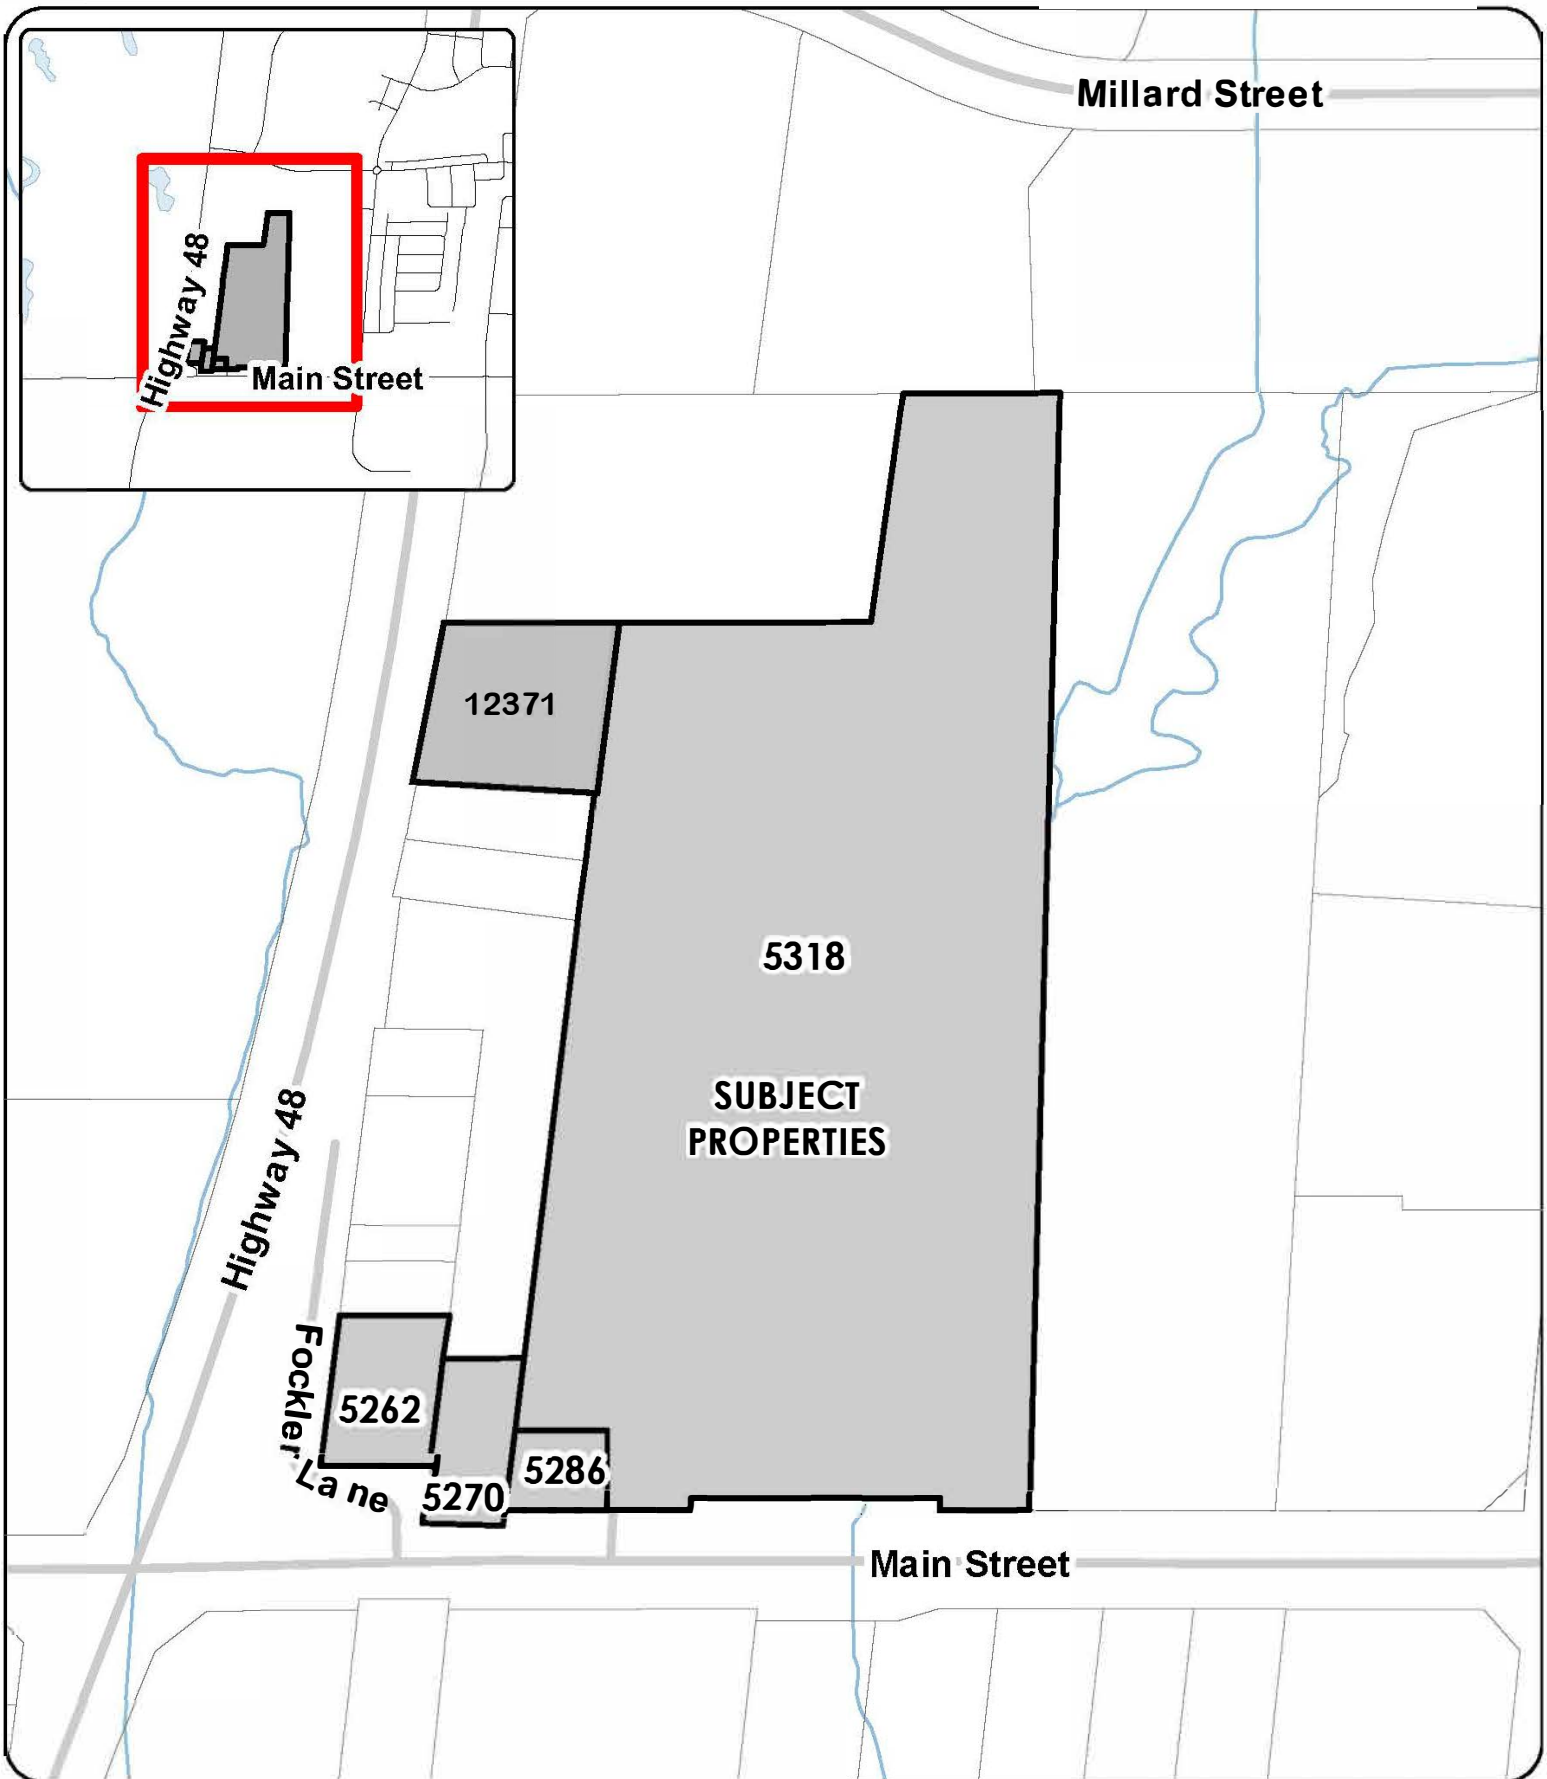 Millard Street
Highway 48
Main Street
12371
5318
SUBJECT
PROPERTIES
Highway 48
Fockler Lane
5262
5286
5270
Main Street